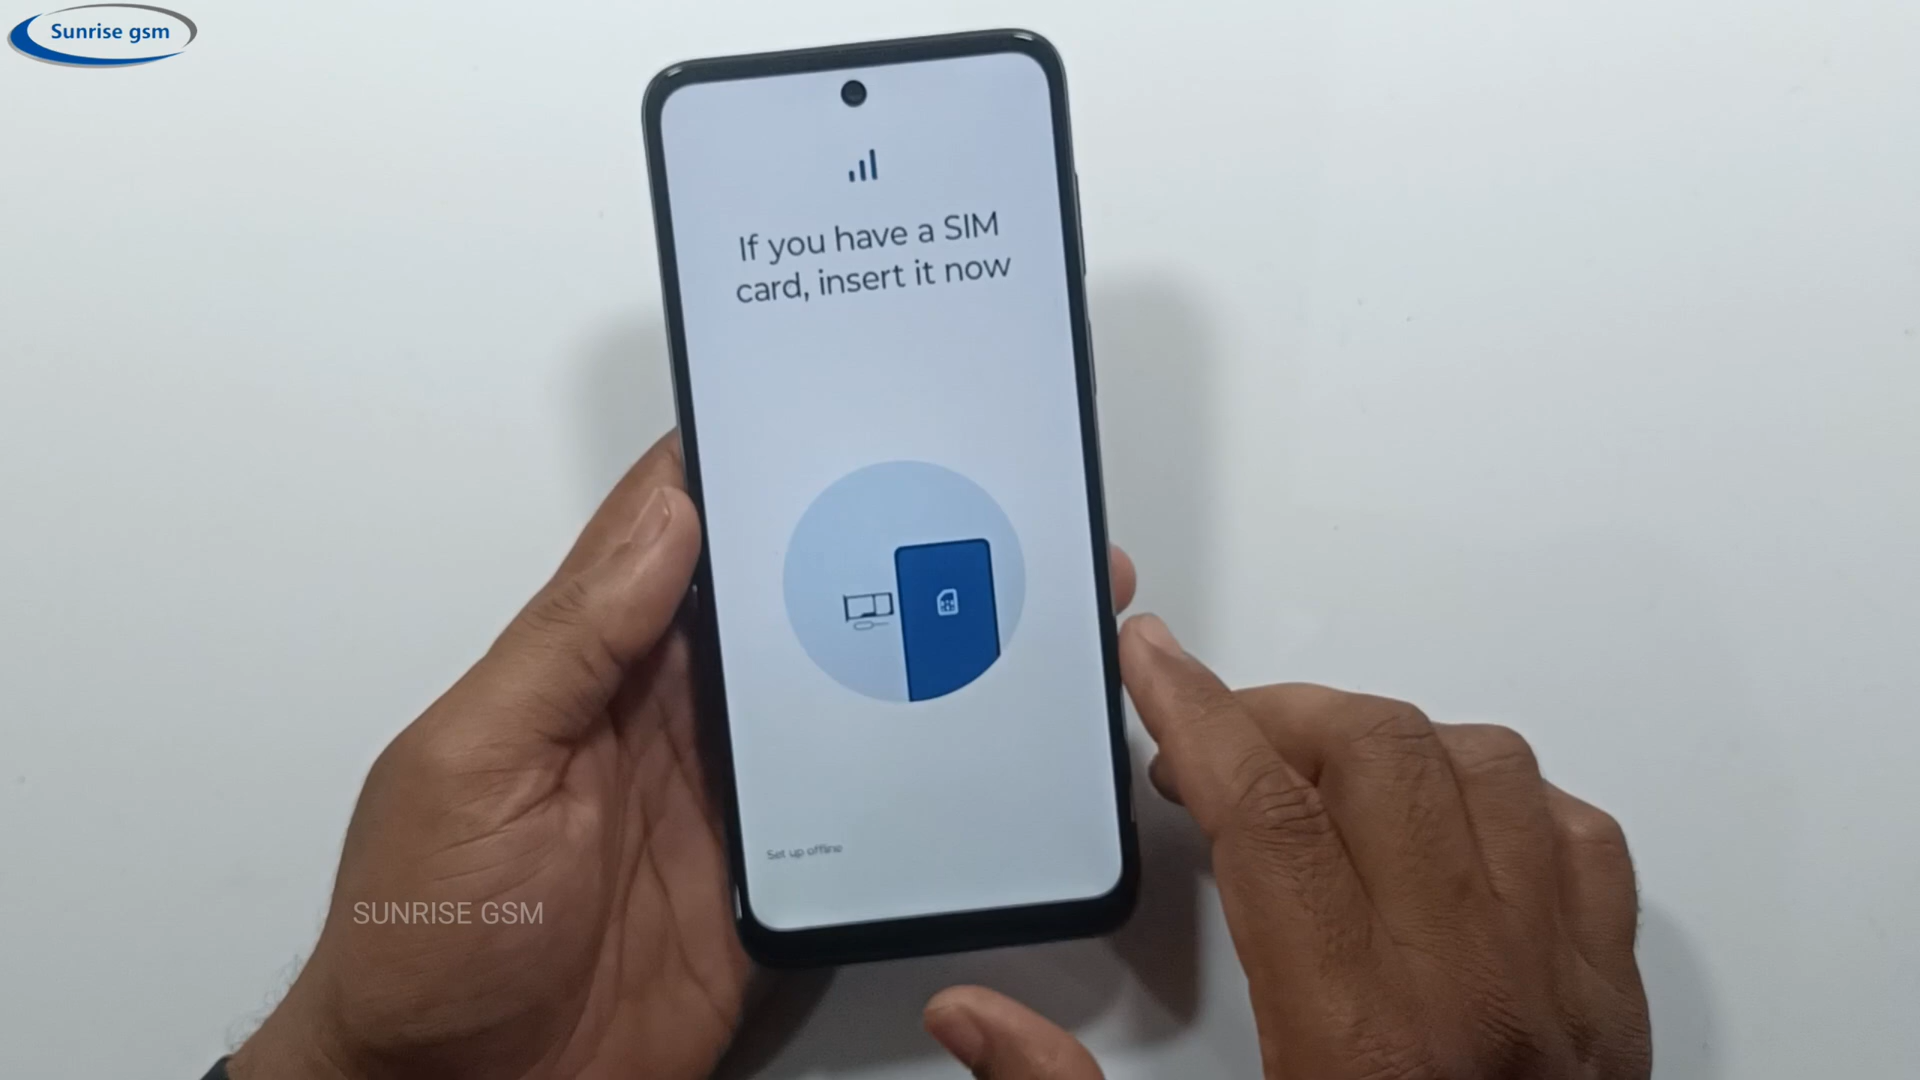 Sunrise gsm
If you have a SIM
card, insert it now
Set up offline
SUNRISE GSM